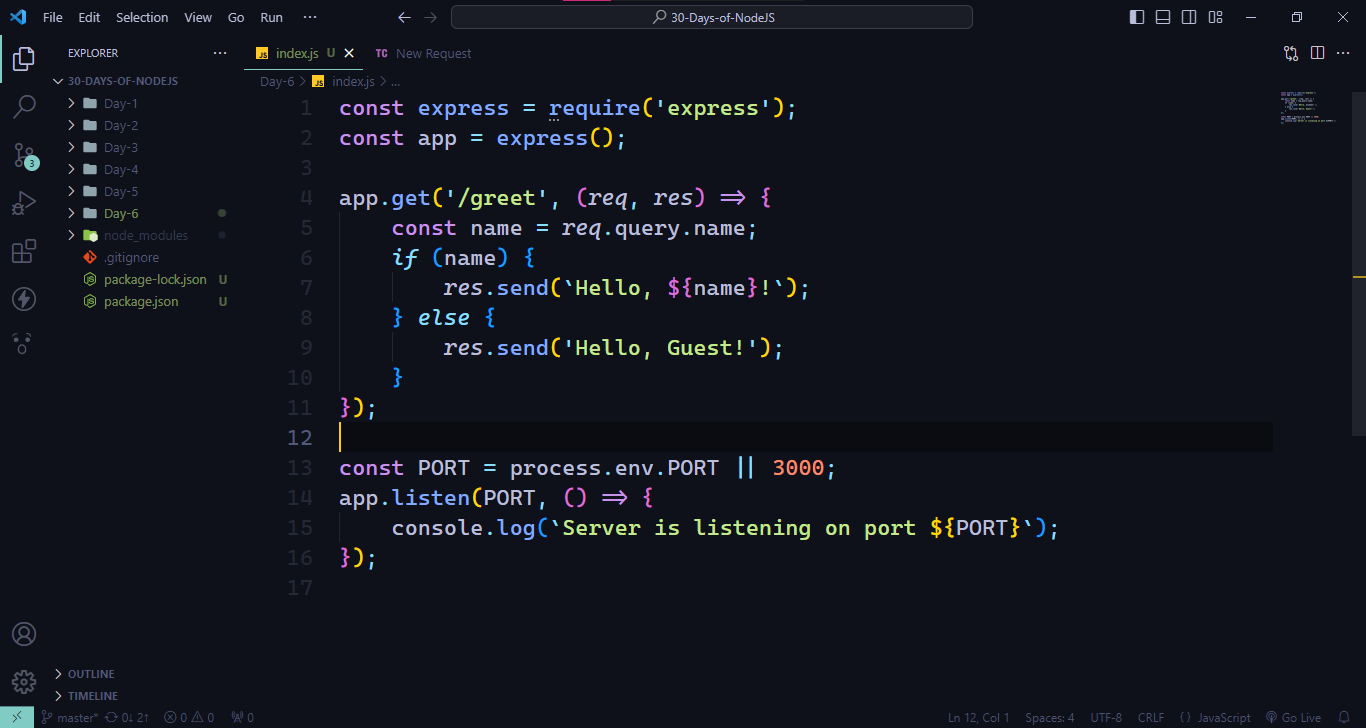 File Edit Selection View Go Run ···
30-Days-of-NodeJS
EXPLORER ···
30-DAYS-OF-NODEJS
Day-1
Day-2
Day-3
Day-4
Day-5
Day-6
node_modules
.gitignore
package-lock.json U
package.json U
3
OUTLINE
TIMELINE
JS index.js U
TC New Request
Day-6 > JS index.js > ...
1 const express = require('express');
2 const app = express();
3
4 app.get('/greet', (req, res) => {
5 const name = req.query.name;
6 if (name) {
7 res.send(`Hello, ${name}!`);
8 } else {
9 res.send('Hello, Guest!');
10 }
11 });
12
13 const PORT = process.env.PORT || 3000;
14 app.listen(PORT, () => {
15 console.log(`Server is listening on port ${PORT}`);
16 });
17
master* 0↓ 2↑ 0 0 0
Ln 12, Col 1 Spaces: 4 UTF-8 CRLF {} JavaScript Go Live